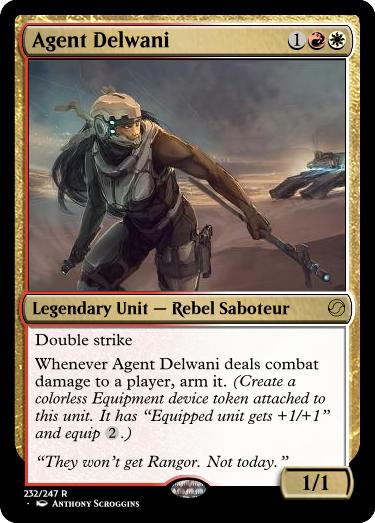 Agent Delwani 1
Legendary Unit — Rebel Saboteur
Double strike
Whenever Agent Delwani deals combat
damage to a player, arm it. (Create a
colorless Equipment device token attached to
this unit. It has “Equipped unit gets +1/+1”
and equip 2.)
“They won’t get Rangor. Not today.”
1/1
232/247 R
· Anthony Scroggins